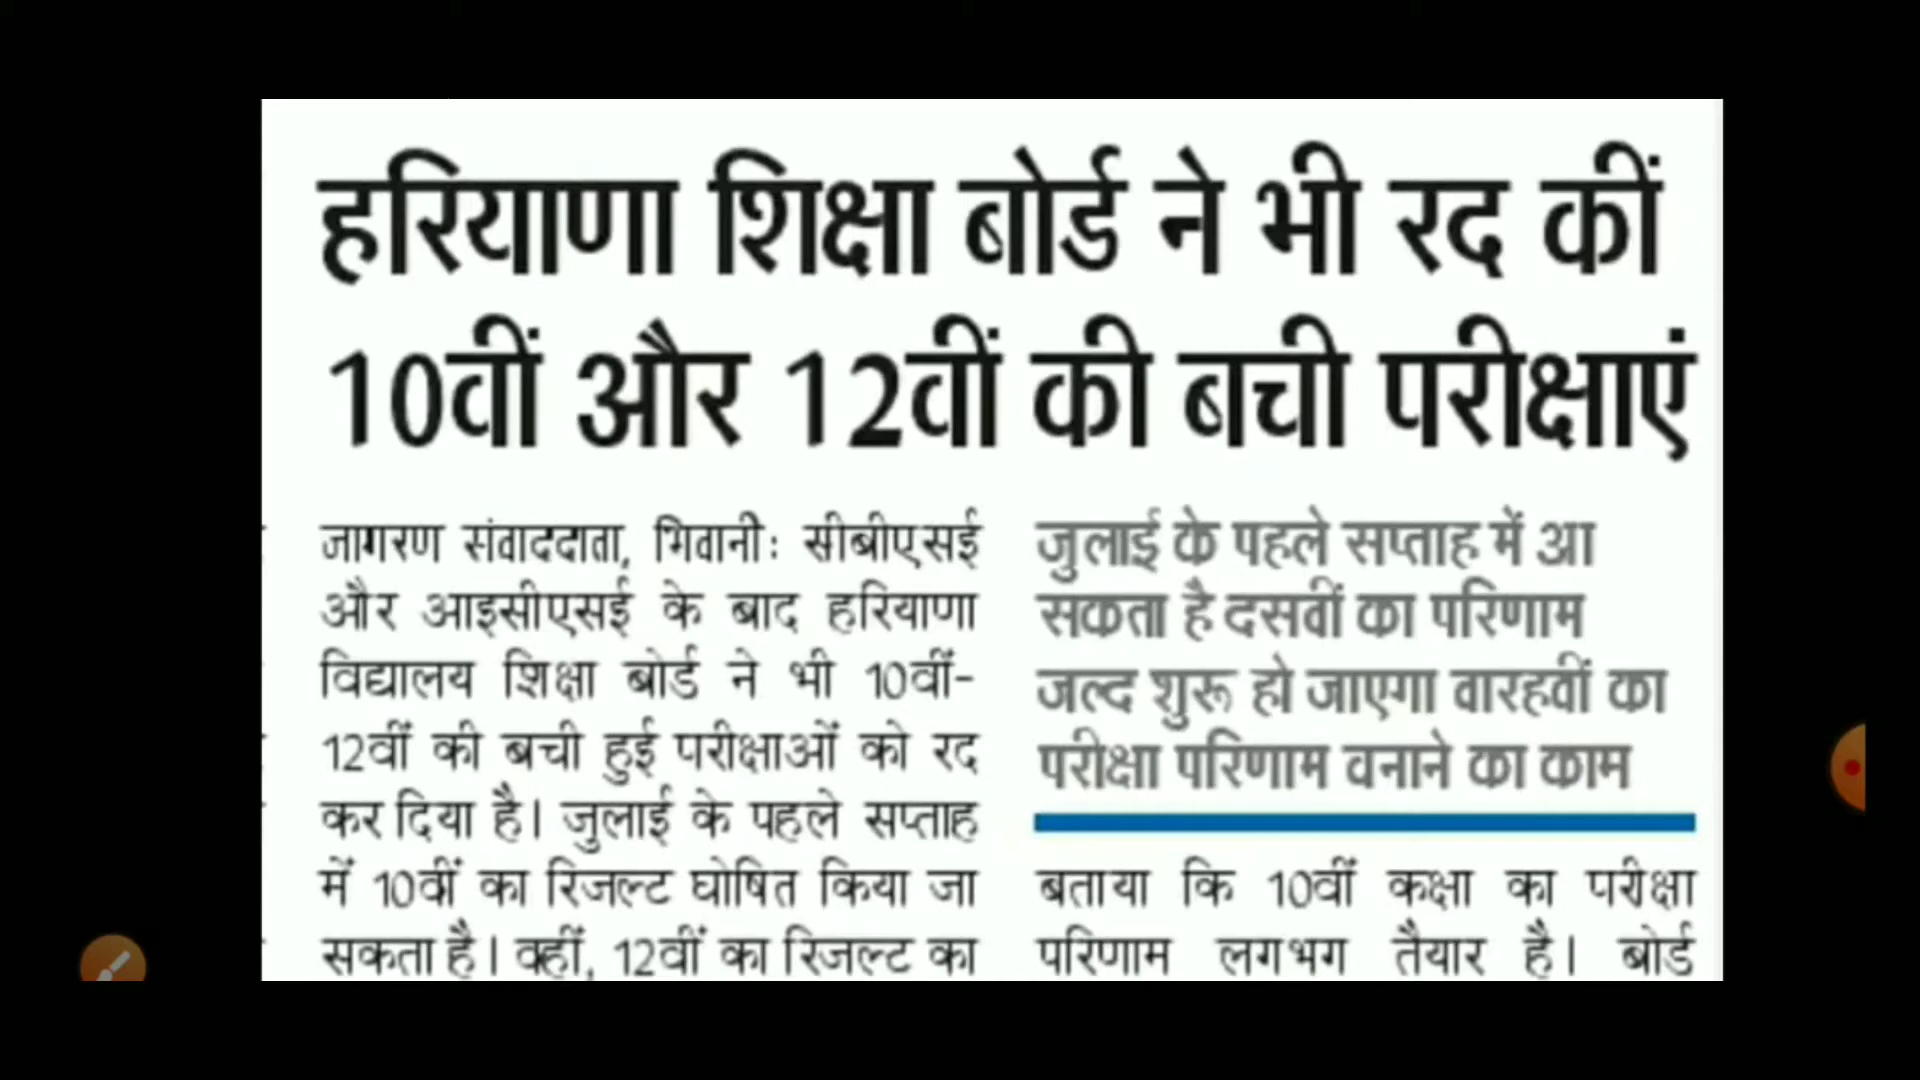 हरियाणा शिक्षा बोर्ड ने भी रद कीं
10वीं और 12वीं की बची परीक्षाएं
जागरण संवाददाता, भिवानीः सीबीएसई
और आइसीएसई के बाद हरियाणा
विद्यालय शिक्षा बोर्ड ने भी 10वीं-
12वीं की बची हुई परीक्षाओं को रद
कर दिया है। जुलाई के पहले सप्ताह
में 10वीं का रिजल्ट घोषित किया जा
सकता है। वहीं, 12वीं का रिजल्ट का
जुलाई के पहले सप्ताह में आ
सकता है दसवीं का परिणाम
जल्द शुरू हो जाएगा वारहवीं का
परीक्षा परिणाम वनाने का काम
बताया कि 10वीं कक्षा का परीक्षा
परिणाम लगभग तैयार है। बोर्ड